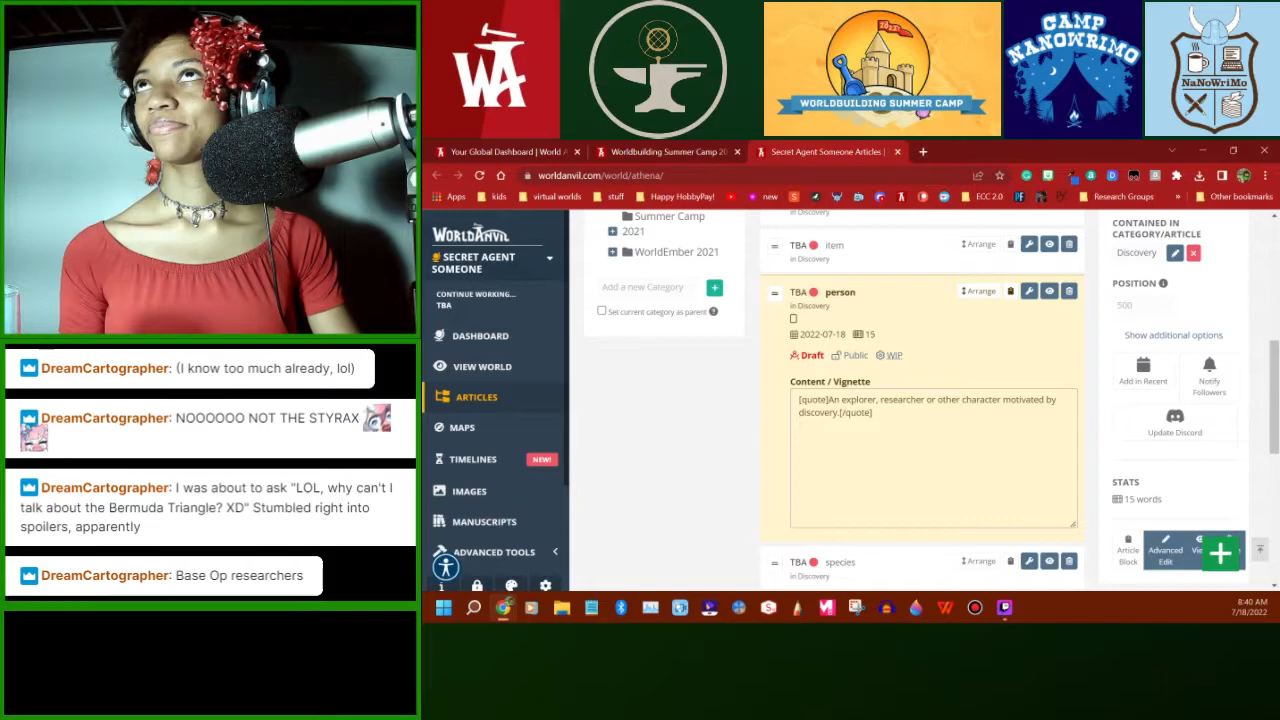 WA
WORLDBUILDING SUMMER CAMP
CAMP
NANOWRIMO
NaNoWriMo
Your Global Dashboard | World A
Worldbuilding Summer Camp 20
Secret Agent Someone Articles |
worldanvil.com/world/athena/
Apps
kids
virtual worlds
stuff
Happy HobbyPay!
new
ECC 2.0
Research Groups
Other bookmarks
WORLDANVIL
SECRET AGENT
SOMEONE
CONTINUE WORKING...
TBA
DASHBOARD
VIEW WORLD
ARTICLES
MAPS
TIMELINES NEW!
IMAGES
MANUSCRIPTS
ADVANCED TOOLS
Summer Camp
2021
WorldEmber 2021
Add a new Category
Set current category as parent
in Discovery
TBA item
Arrange
in Discovery
TBA person
Arrange
in Discovery
2022-07-18 15
Draft Public WIP
Content / Vignette
[quote]An explorer, researcher or other character motivated by
discovery.[/quote]
TBA species
Arrange
in Discovery
CONTAINED IN
CATEGORY/ARTICLE
Discovery
POSITION
500
Show additional options
Add in Recent
Notify
Followers
Update Discord
STATS
15 words
Article
Block
Advanced
Edit
8:40 AM
7/18/2022
DreamCartographer: (I know too much already, lol)
DreamCartographer: NOOOOOO NOT THE STYRAX
DreamCartographer: I was about to ask "LOL, why can't I
talk about the Bermuda Triangle? XD" Stumbled right into
spoilers, apparently
DreamCartographer: Base Op researchers